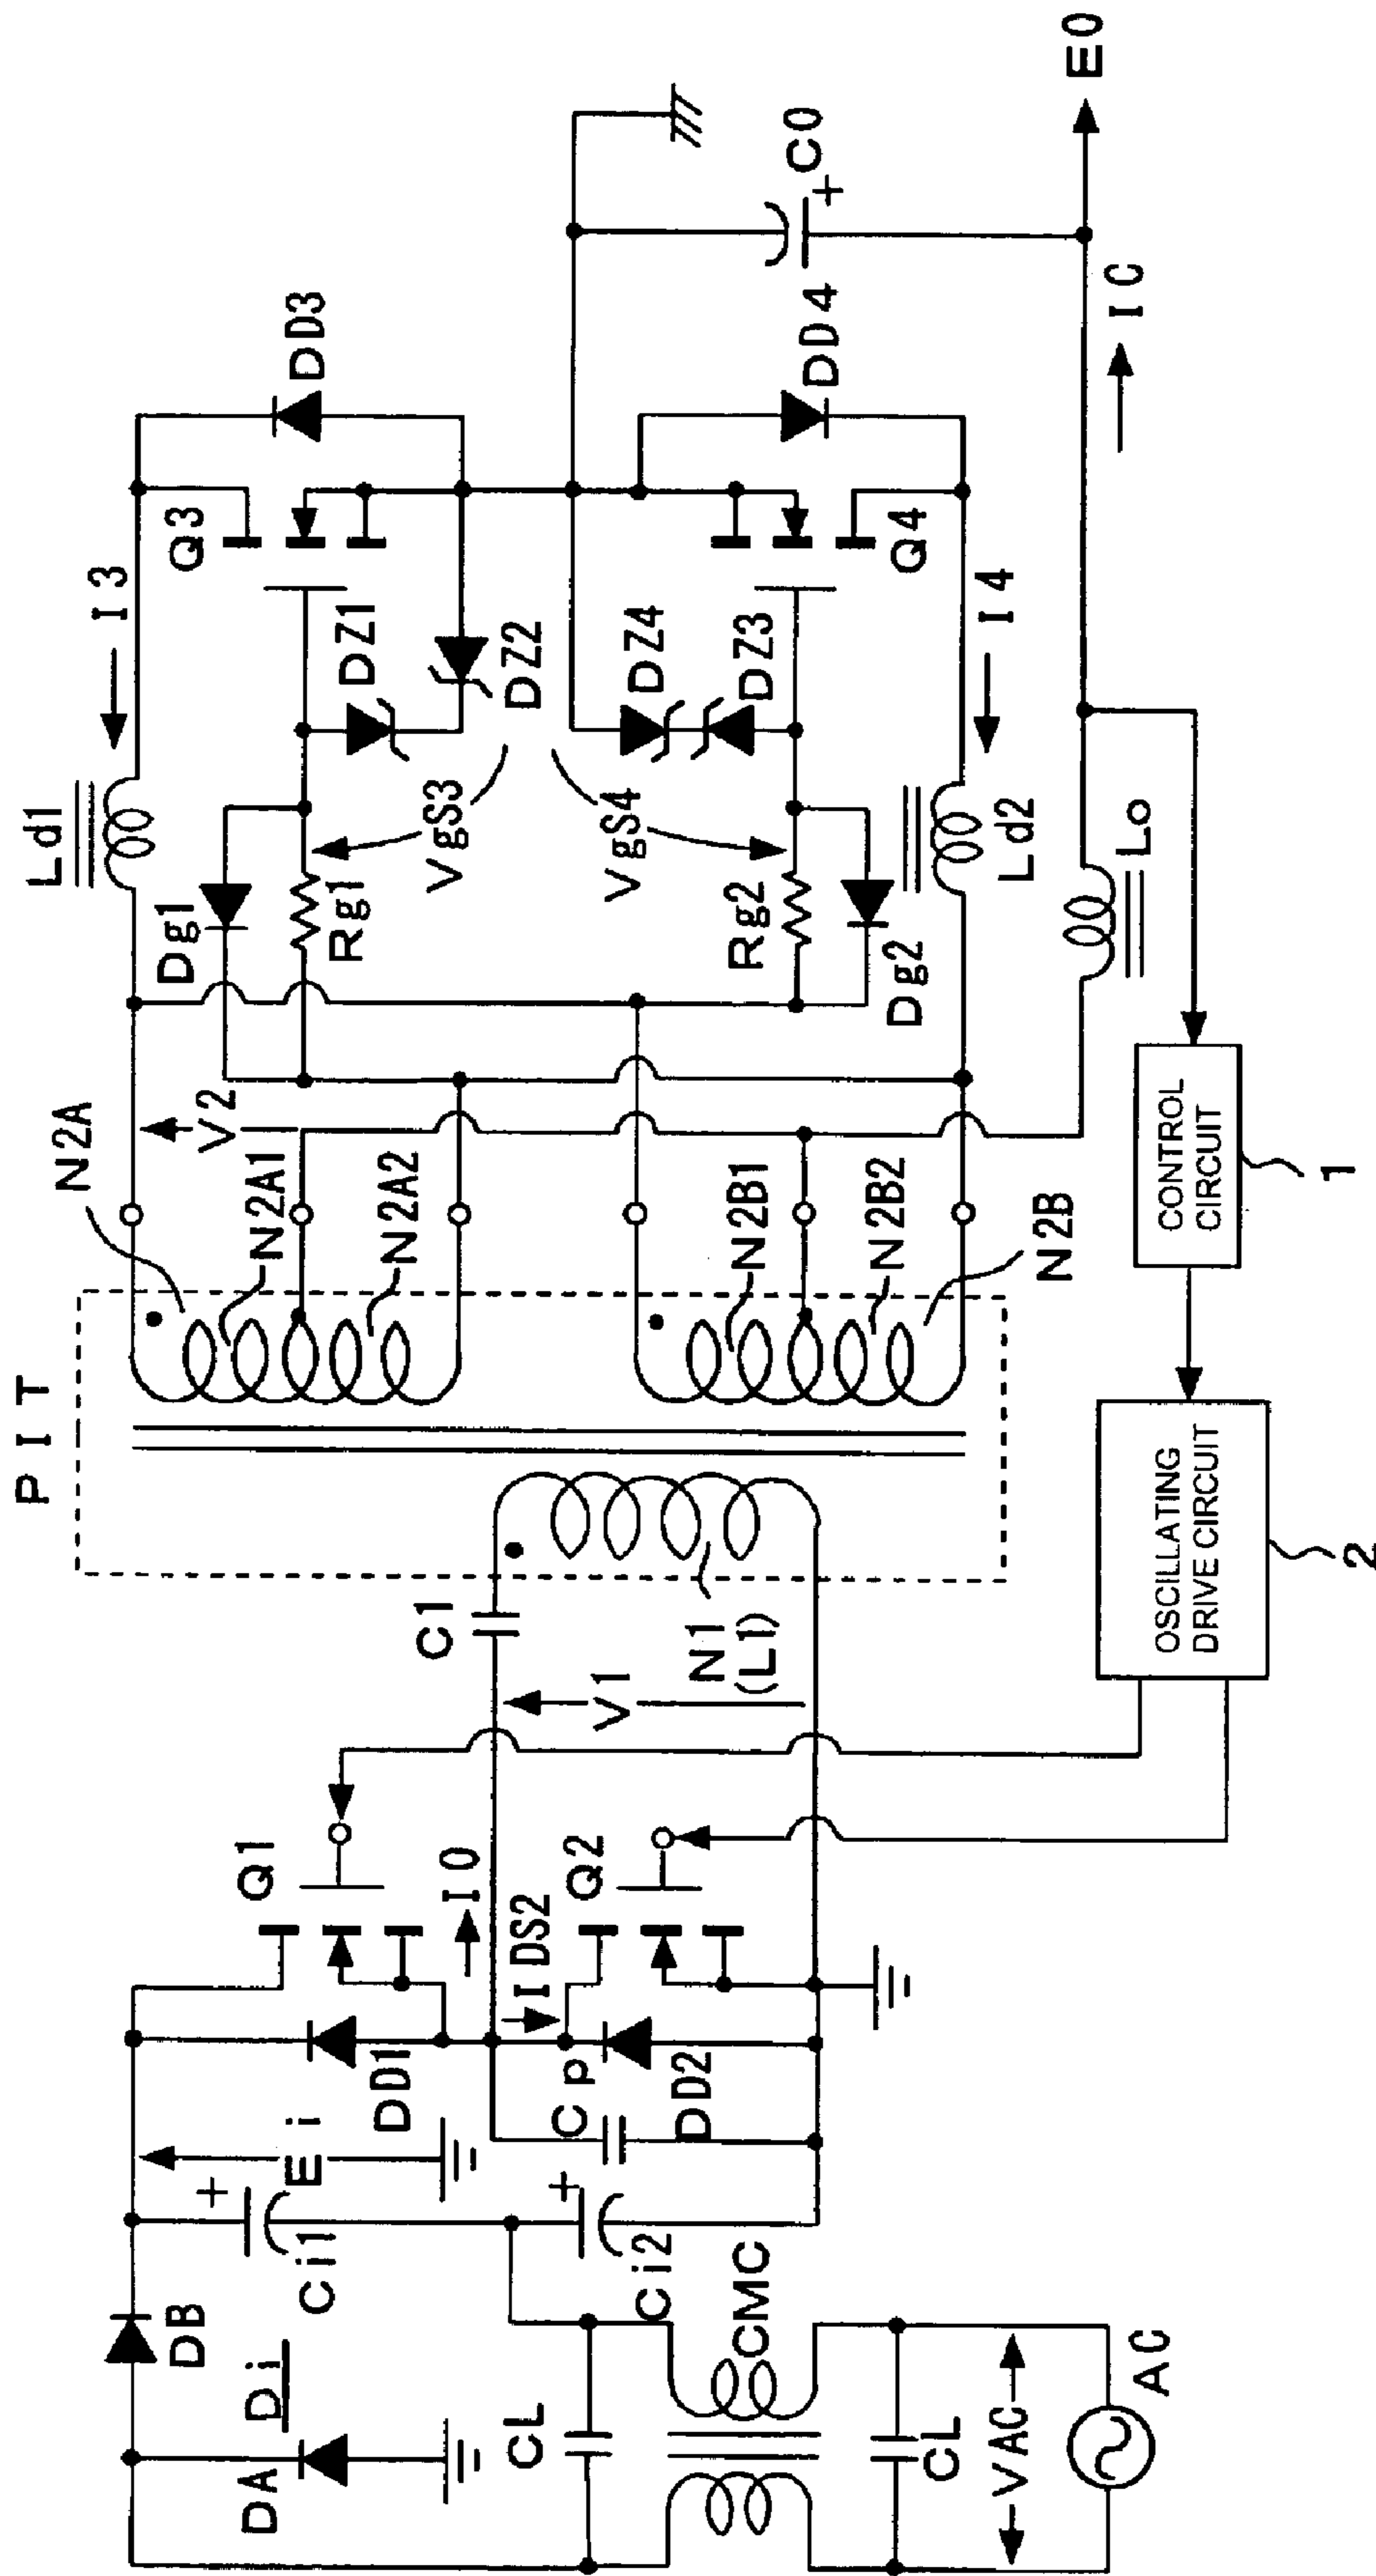 P I T
N2A
V2
N2A1
N2A2
N2B1
N2B2
N2B
Ld1
I3
Dg1
Rg1
VgS3
DZ1
DZ2
Q3
DD3
VgS4
DZ4
DZ3
Rg2
Dg2
Q4
DD4
I4
Ld2
C0
+
Lo
IC
E0
CONTROL
CIRCUIT
1
OSCILLATING
DRIVE CIRCUIT
2
C1
V1
N1
(L1)
Q1
I0
IDS2
Q2
DD1
Cp
DD2
Ei
+
Ci1
+
Ci2
DB
Di
DA
CL
CMC
CL
VAC
AC